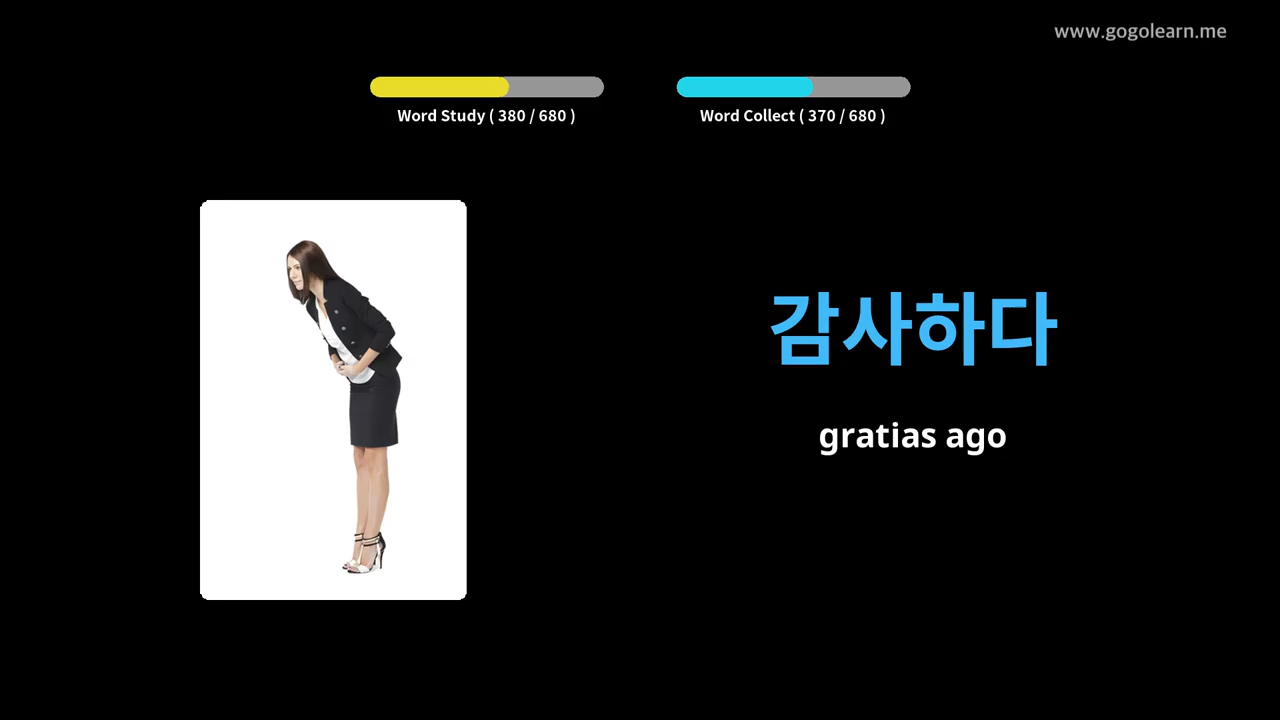 www.gogolearn.me
Word Study ( 380 / 680 )
Word Collect ( 370 / 680 )
감사하다
gratias ago